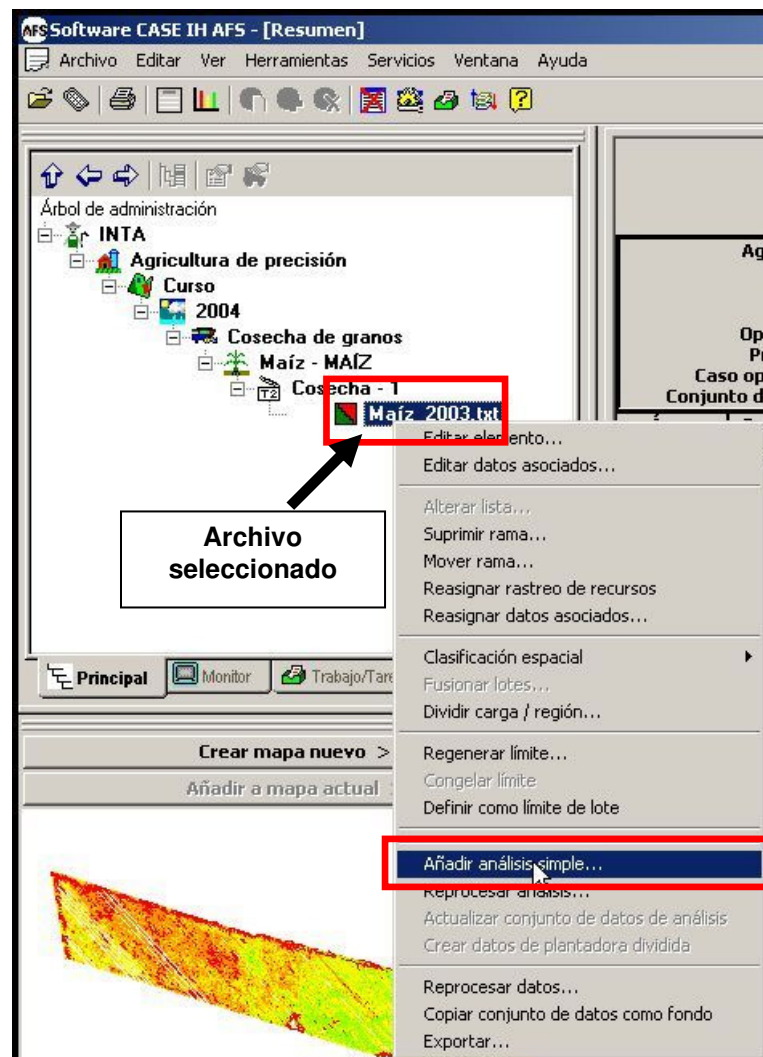 AFS Software CASE IH AFS - [Resumen]
Archivo Editar Ver Herramientas Servicios Ventana Ayuda
Árbol de administración
INTA
Agricultura de precisión
Curso
2004
Cosecha de granos
Maíz - MAÍZ
T2 Cosecha - 1
Maíz_2003.txt
Archivo
seleccionado
Principal Monitor Trabajo/Tare
Crear mapa nuevo >
Añadir a mapa actual
Ag
Op
P
Caso op
Conjunto d
Editar elemento...
Editar datos asociados...
Alterar lista...
Suprimir rama...
Mover rama...
Reasignar rastreo de recursos
Reasignar datos asociados...
Clasificación espacial
Fusionar lotes...
Dividir carga / región...
Regenerar límite...
Congelar límite
Definir como límite de lote
Añadir análisis simple...
Reprocesar análisis...
Actualizar conjunto de datos de análisis
Crear datos de plantadora dividida
Reprocesar datos...
Copiar conjunto de datos como fondo
Exportar...